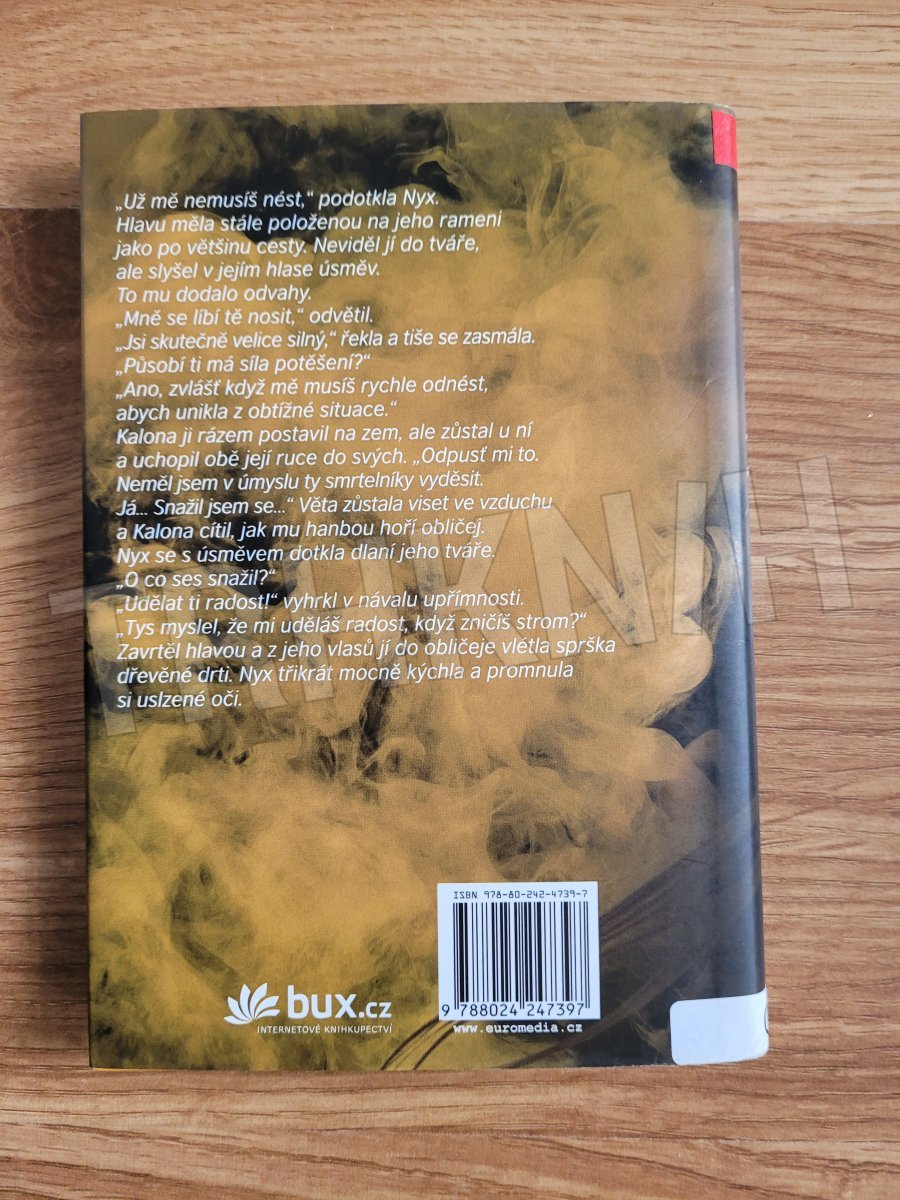 „Už mě nemusíš nést,“ podotkla Nyx.
Hlavu měla stále položenou na jeho rameni
jako po většinu cesty. Neviděl jí do tváře,
ale slyšel v jejím hlase úsměv.
To mu dodalo odvahy.
„Mně se líbí tě nosit,“ odvětil.
„Jsi skutečně velice silný,“ řekla a tiše se zasmála.
„Působí ti má síla potěšení?“
„Ano, zvlášť když mě musíš rychle odnést,
abych unikla z obtížné situace.“
Kalona ji rázem postavil na zem, ale zůstal u ní
a uchopil obě její ruce do svých. „Odpusť mi to.
Neměl jsem v úmyslu ty smrtelníky vyděsit.
Já... Snažil jsem se...“ Věta zůstala viset ve vzduchu
a Kalona cítil, jak mu hanbou hoří obličej.
Nyx se s úsměvem dotkla dlaní jeho tváře.
„O co ses snažil?“
„Udělat ti radost!“ vyhrkl v návalu upřímnosti.
„Tys myslel, že mi uděláš radost, když zničíš strom?“
Zavrtěl hlavou a z jeho vlasů jí do obličeje vlétla sprška
dřevěné drti. Nyx třikrát mocně kýchla a promnula
si uslzené oči.
ISBN 978-80-242-4739-7
9 788024 247397
www.euromedia.cz
bux.cz
INTERNETOVÉ KNIHKUPECTVÍ